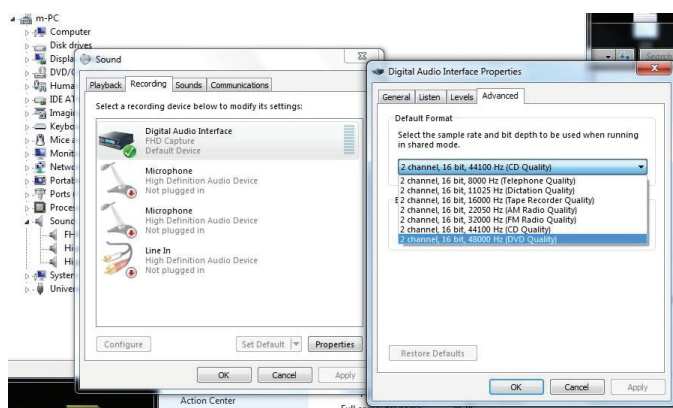 m-PC
Computer
Disk drives
Displa
DVD/
Huma
IDE AT
Imagi
Keybo
Mice a
Monit
Netwo
Portab
Ports (
Proces
Sound
FH
Hi
Hi
System
Univer
Sound
Playback
Recording
Sounds
Communications
Select a recording device below to modify its settings:
Digital Audio Interface
FHD Capture
Default Device
Microphone
High Definition Audio Device
Not plugged in
Microphone
High Definition Audio Device
Not plugged in
Line In
High Definition Audio Device
Not plugged in
Configure
Set Default
Properties
OK
Cancel
Apply
Action Center
Search
Digital Audio Interface Properties
General
Listen
Levels
Advanced
Default Format
Select the sample rate and bit depth to be used when running
in shared mode.
2 channel, 16 bit, 44100 Hz (CD Quality)
2 channel, 16 bit, 8000 Hz (Telephone Quality)
2 channel, 16 bit, 11025 Hz (Dictation Quality)
2 channel, 16 bit, 16000 Hz (Tape Recorder Quality)
2 channel, 16 bit, 22050 Hz (AM Radio Quality)
2 channel, 16 bit, 32000 Hz (FM Radio Quality)
2 channel, 16 bit, 44100 Hz (CD Quality)
2 channel, 16 bit, 48000 Hz (DVD Quality)
Restore Defaults
OK
Cancel
Apply